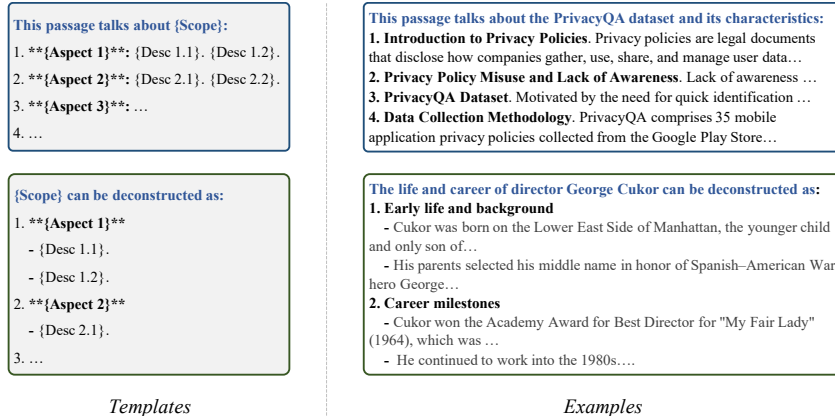 This passage talks about {Scope}:
1. **{Aspect 1}**: {Desc 1.1}. {Desc 1.2}.
2. **{Aspect 2}**: {Desc 2.1}. {Desc 2.2}.
3. **{Aspect 3}**: …
4. …
{Scope} can be deconstructed as:
1. **{Aspect 1}**
- {Desc 1.1}.
- {Desc 1.2}.
2. **{Aspect 2}**
- {Desc 2.1}.
3. …
Templates
This passage talks about the PrivacyQA dataset and its characteristics:
1. Introduction to Privacy Policies. Privacy policies are legal documents
that disclose how companies gather, use, share, and manage user data…
2. Privacy Policy Misuse and Lack of Awareness. Lack of awareness …
3. PrivacyQA Dataset. Motivated by the need for quick identification …
4. Data Collection Methodology. PrivacyQA comprises 35 mobile
application privacy policies collected from the Google Play Store…
The life and career of director George Cukor can be deconstructed as:
1. Early life and background
- Cukor was born on the Lower East Side of Manhattan, the younger child
and only son of…
- His parents selected his middle name in honor of Spanish–American War
hero George…
2. Career milestones
- Cukor won the Academy Award for Best Director for "My Fair Lady"
(1964), which was …
- He continued to work into the 1980s….
Examples